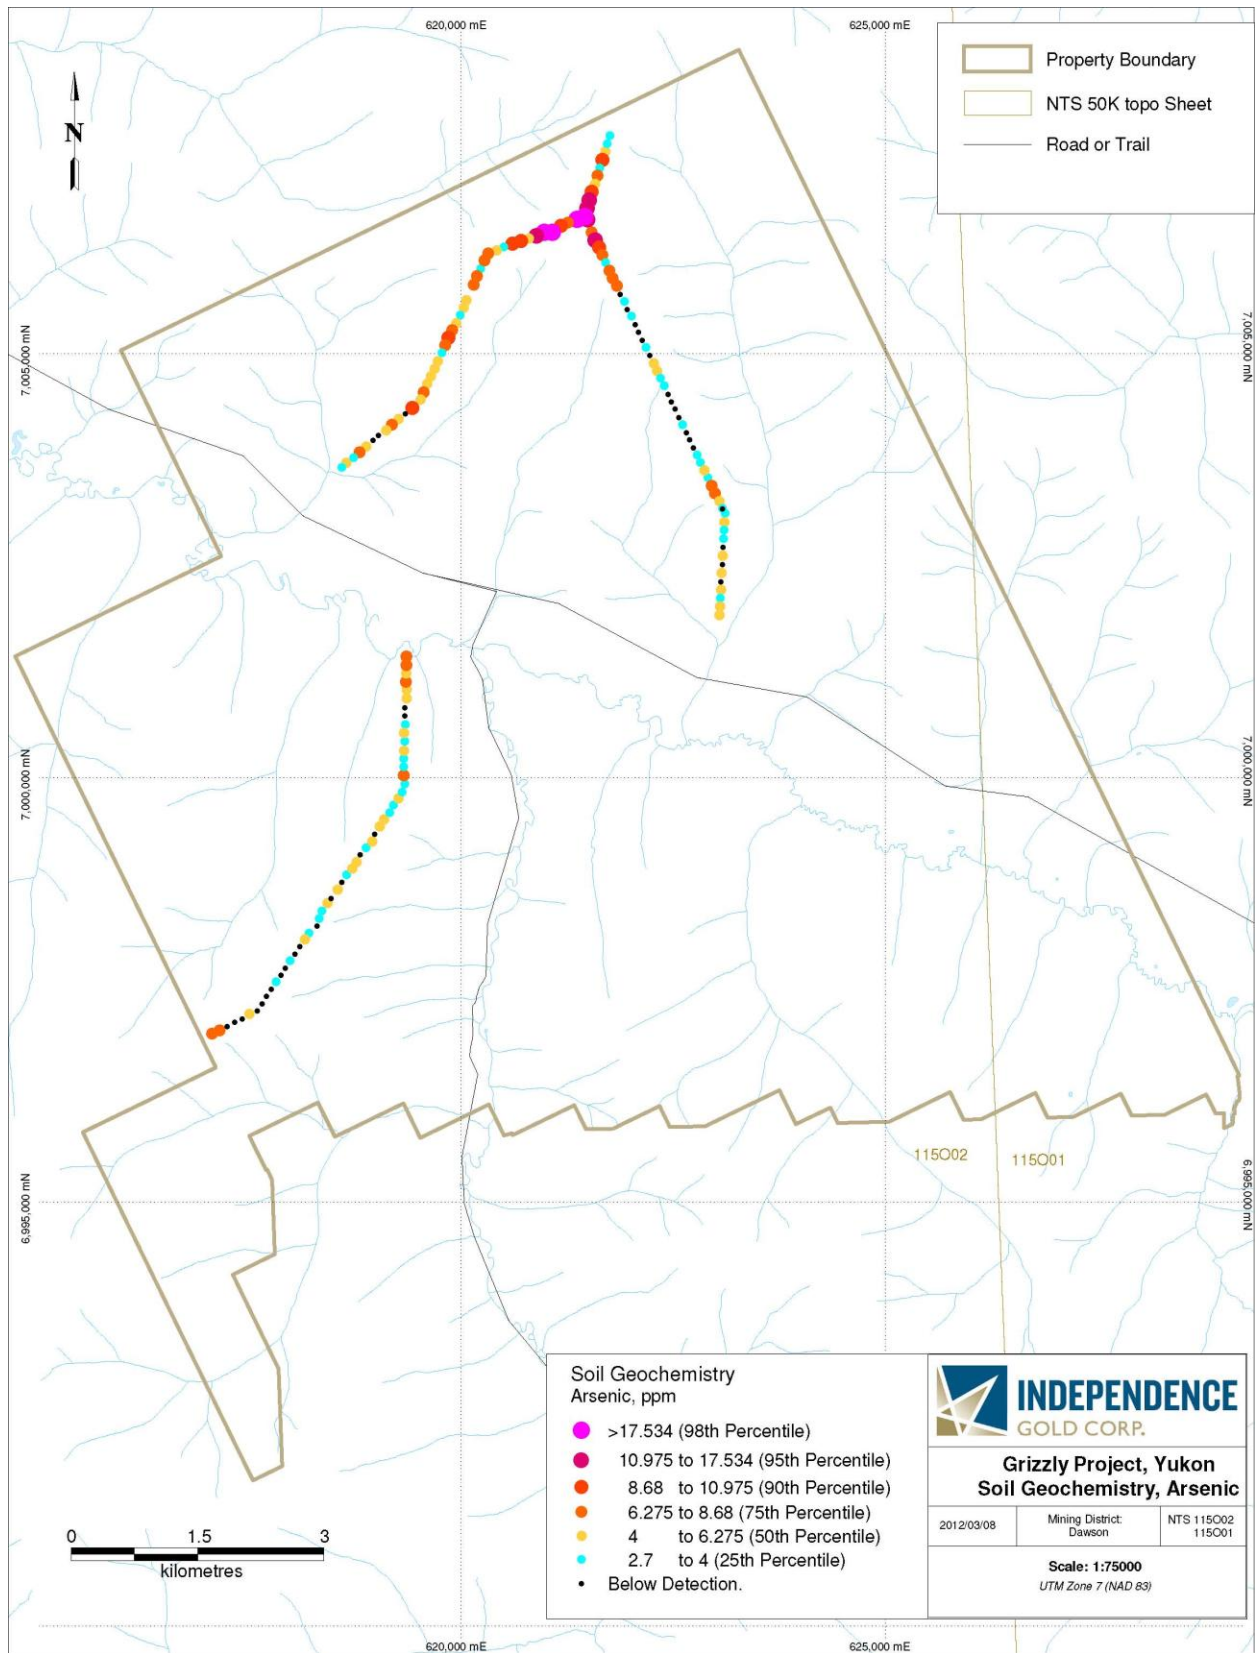 620,000 mE
625,000 mE
Property Boundary
NTS 50K topo Sheet
Road or Trail
N
7,005,000 mN
7,005,000 mN
7,000,000 mN
7,000,000 mN
115O02
115O01
6,995,000 mN
6,995,000 mN
Soil Geochemistry
Arsenic, ppm
>17.534 (98th Percentile)
10.975 to 17.534 (95th Percentile)
8.68 to 10.975 (90th Percentile)
6.275 to 8.68 (75th Percentile)
4 to 6.275 (50th Percentile)
2.7 to 4 (25th Percentile)
Below Detection.
INDEPENDENCE
GOLD CORP.
Grizzly Project, Yukon
Soil Geochemistry, Arsenic
2012/03/08
Mining District:
Dawson
NTS 115O02
115O01
Scale: 1:75000
UTM Zone 7 (NAD 83)
0 1.5 3
kilometres
620,000 mE
625,000 mE